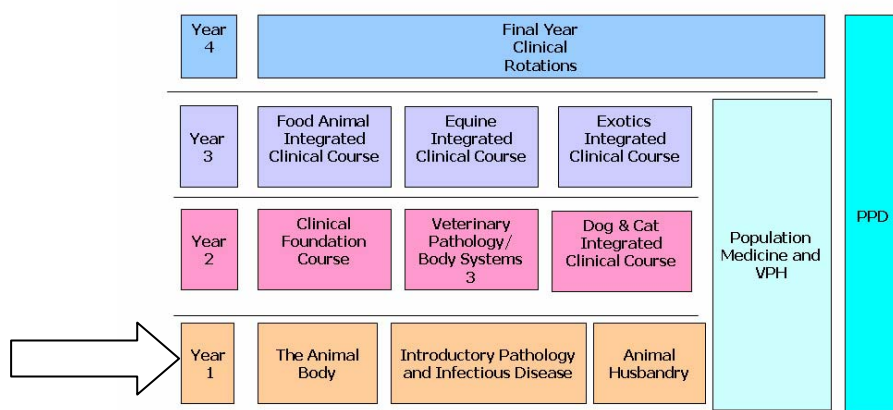 Year
4
Final Year
Clinical
Rotations
Year
3
Food Animal
Integrated
Clinical Course
Equine
Integrated
Clinical Course
Exotics
Integrated
Clinical Course
Year
2
Clinical
Foundation
Course
Veterinary
Pathology/
Body Systems
3
Dog & Cat
Integrated
Clinical Course
Year
1
The Animal
Body
Introductory Pathology
and Infectious Disease
Animal
Husbandry
Population
Medicine and
VPH
PPD